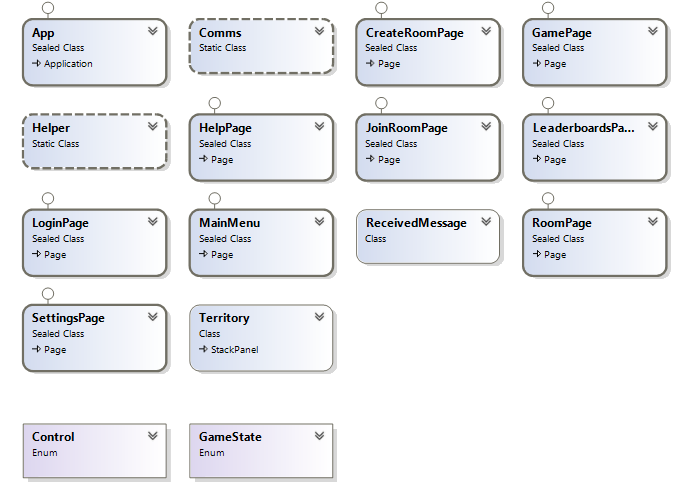 App
Sealed Class
Application
Comms
Static Class
CreateRoomPage
Sealed Class
Page
GamePage
Sealed Class
Page
Helper
Static Class
HelpPage
Sealed Class
Page
JoinRoomPage
Sealed Class
Page
LeaderboardsPa...
Sealed Class
Page
LoginPage
Sealed Class
Page
MainMenu
Sealed Class
Page
ReceivedMessage
Class
RoomPage
Sealed Class
Page
SettingsPage
Sealed Class
Page
Territory
Class
StackPanel
Control
Enum
GameState
Enum